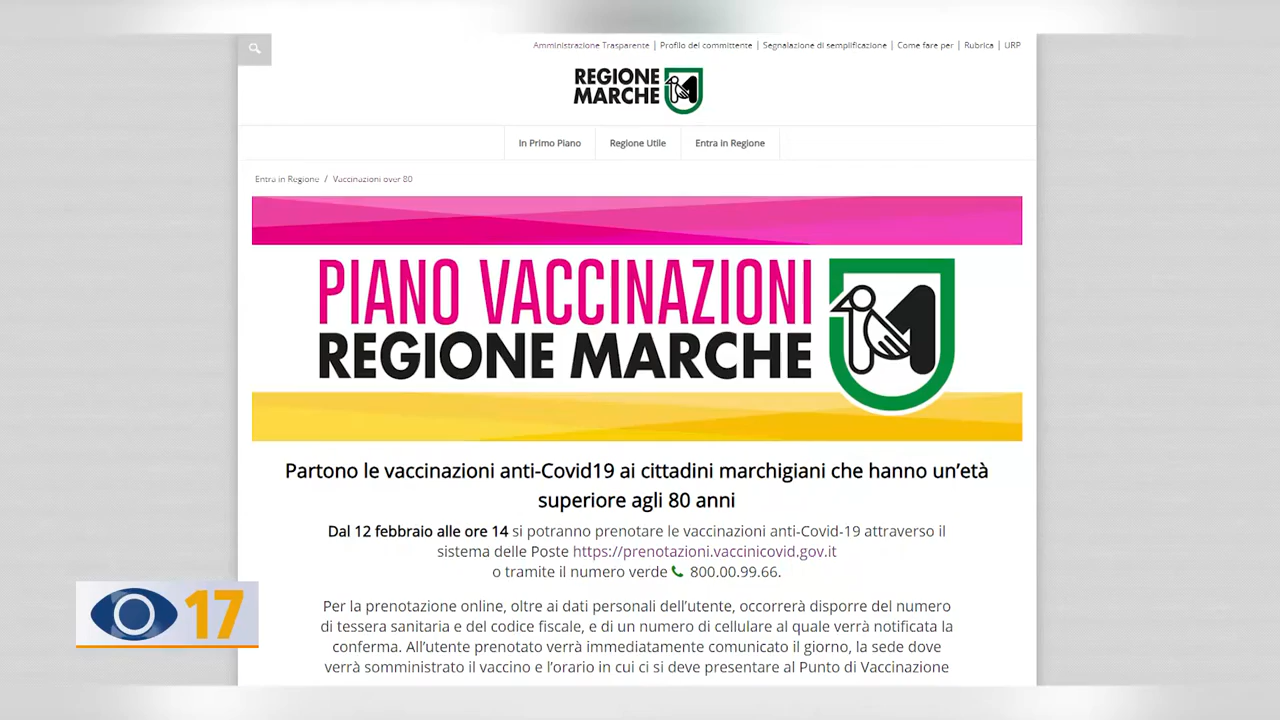 Amministrazione Trasparente | Profilo del committente | Segnalazione di semplificazione | Come fare per | Rubrica | URP
REGIONE
MARCHE
In Primo Piano
Regione Utile
Entra in Regione
Entra in Regione / Vaccinazioni over 80
PIANO VACCINAZIONI
REGIONE MARCHE
Partono le vaccinazioni anti-Covid19 ai cittadini marchigiani che hanno un'età
superiore agli 80 anni
Dal 12 febbraio alle ore 14 si potranno prenotare le vaccinazioni anti-Covid-19 attraverso il
sistema delle Poste https://prenotazioni.vaccinicovid.gov.it
o tramite il numero verde 800.00.99.66.
Per la prenotazione online, oltre ai dati personali dell'utente, occorrerà disporre del numero
di tessera sanitaria e del codice fiscale, e di un numero di cellulare al quale verrà notificata la
conferma. All'utente prenotato verrà immediatamente comunicato il giorno, la sede dove
verrà somministrato il vaccino e l'orario in cui ci si deve presentare al Punto di Vaccinazione
17